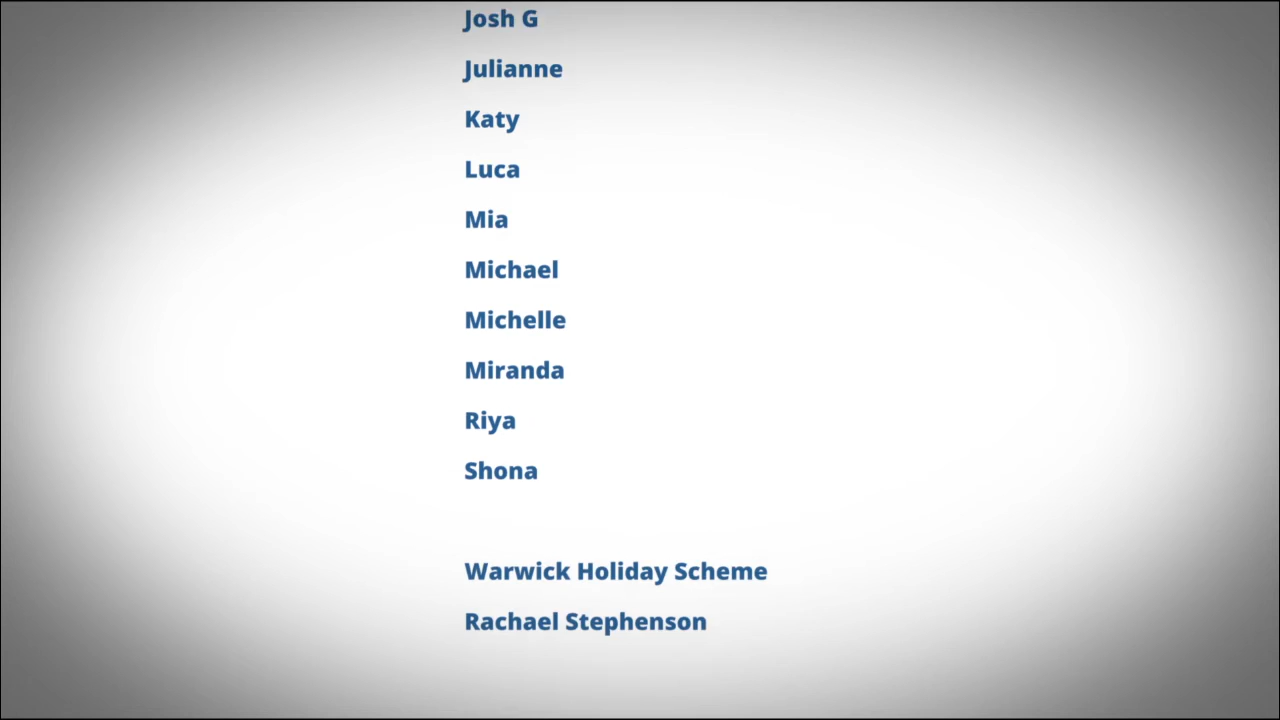 Josh G
Julianne
Katy
Luca
Mia
Michael
Michelle
Miranda
Riya
Shona
Warwick Holiday Scheme
Rachael Stephenson